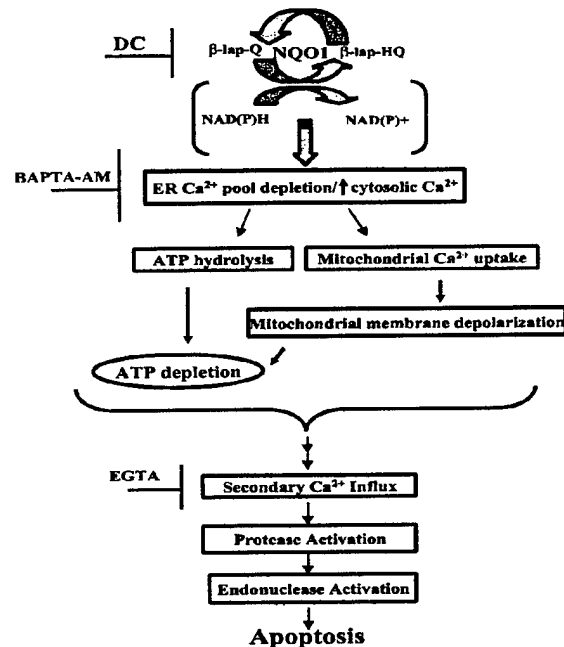 DC
β-lap-Q NQO1 β-lap-HQ
NAD(P)H NAD(P)+
BAPTA-AM
ER Ca²⁺ pool depletion/↑cytosolic Ca²⁺
ATP hydrolysis Mitochondrial Ca²⁺ uptake
Mitochondrial membrane depolarization
ATP depletion
EGTA
Secondary Ca²⁺ Influx
Protease Activation
Endonuclease Activation
Apoptosis